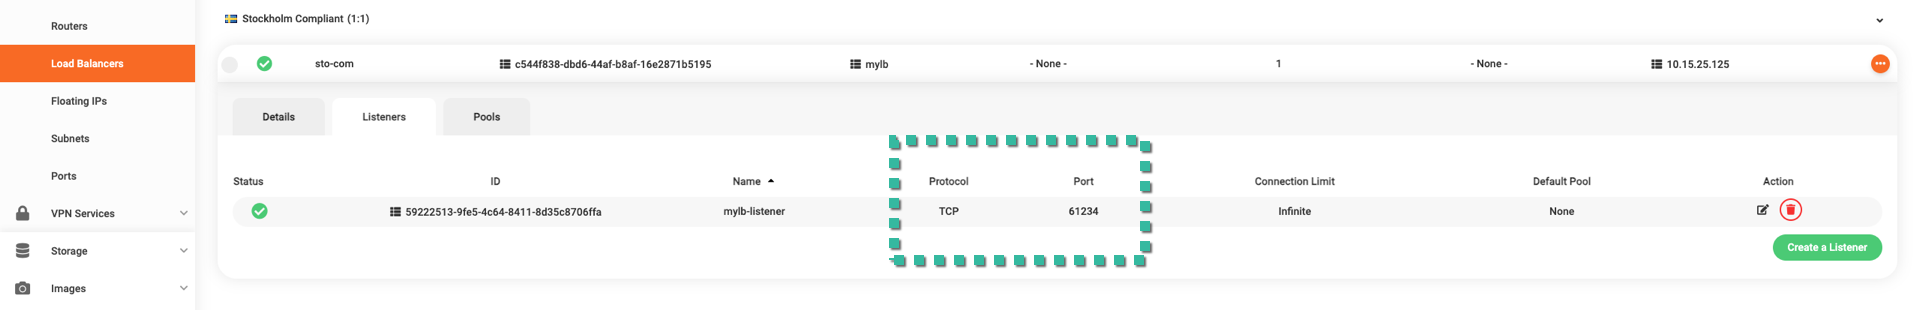 Routers
Load Balancers
Floating IPs
Subnets
Ports
VPN Services
Storage
Images
Stockholm Compliant (1:1)
sto-com c544f838-dbd6-44af-b8af-16e2871b5195 mylb - None - 1 - None - 10.15.25.125
Details Listeners Pools
Status ID Name Protocol Port Connection Limit Default Pool Action
59222513-9fe5-4c64-8411-8d35c8706ffa mylb-listener TCP 61234 Infinite None
Create a Listener